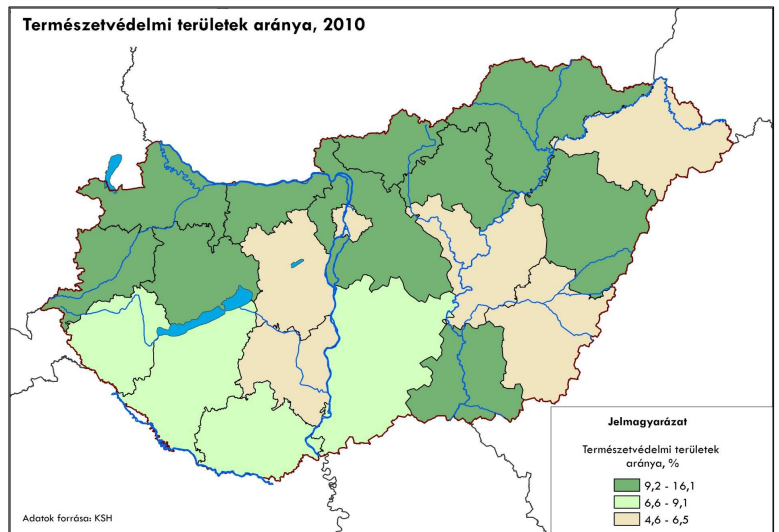 Természetvédelmi területek aránya, 2010
Jelmagyarázat
Természetvédelmi területek
aránya, %
9,2 - 16,1
6,6 - 9,1
4,6 - 6,5
Adatok forrása: KSH